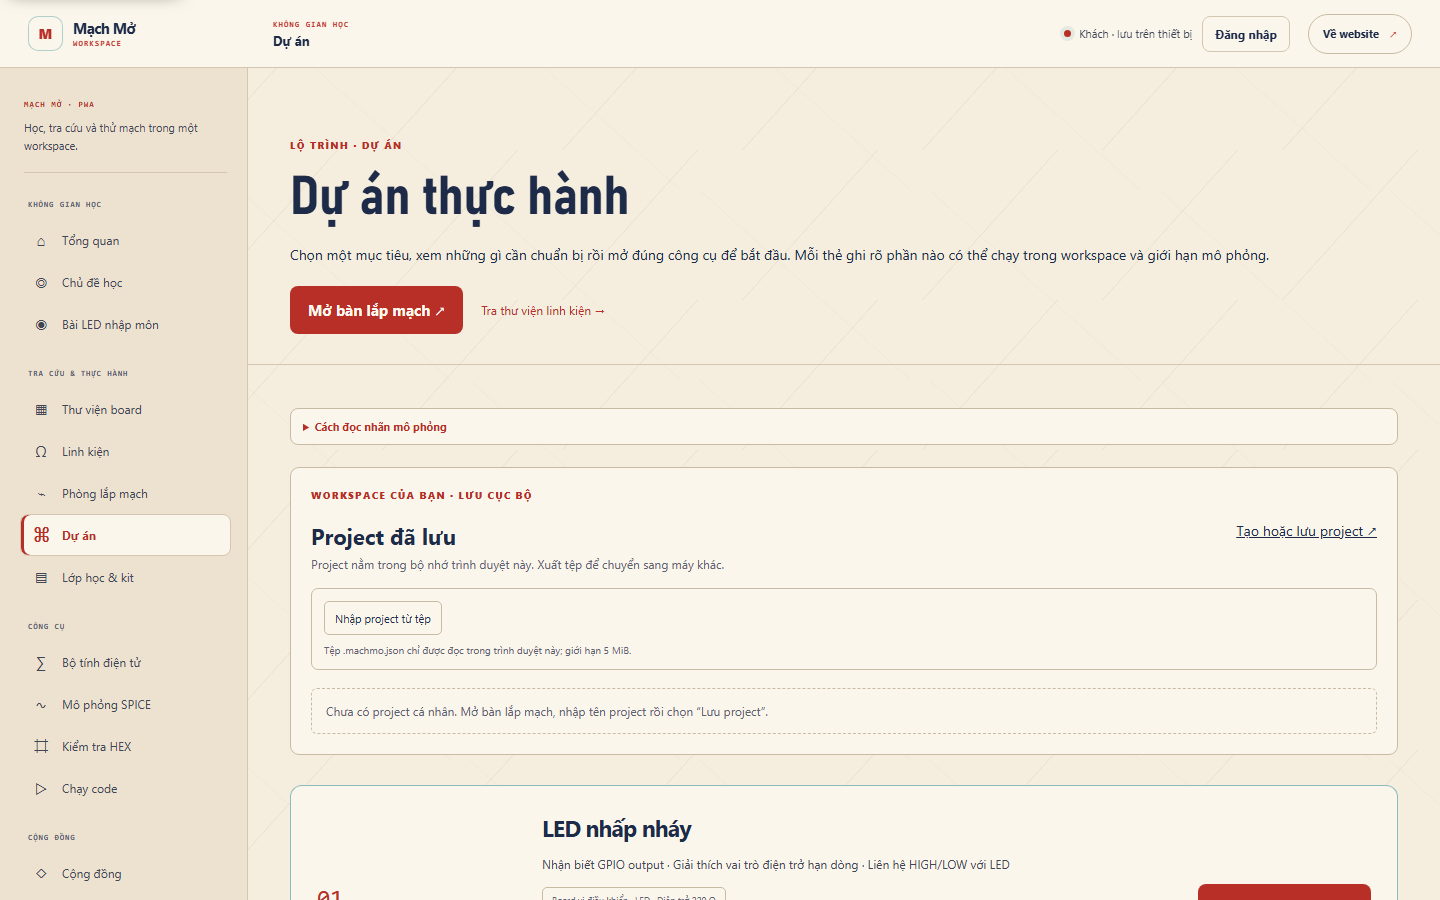 M
Mạch Mở
WORKSPACE
KHÔNG GIAN HỌC
Dự án
Khách · lưu trên thiết bị
Đăng nhập
Về website ↗
MẠCH MỞ · PWA
Học, tra cứu và thử mạch trong một
workspace.
KHÔNG GIAN HỌC
Tổng quan
Chủ đề học
Bài LED nhập môn
TRA CỨU & THỰC HÀNH
Thư viện board
Ω Linh kiện
Phòng lắp mạch
⌘ Dự án
Lớp học & kit
CÔNG CỤ
∑ Bộ tính điện tử
∿ Mô phỏng SPICE
Kiểm tra HEX
Chạy code
CỘNG ĐỒNG
Cộng đồng
LỘ TRÌNH · DỰ ÁN
Dự án thực hành
Chọn một mục tiêu, xem những gì cần chuẩn bị rồi mở đúng công cụ để bắt đầu. Mỗi thẻ ghi rõ phần nào có thể chạy trong workspace và giới hạn mô phỏng.
Mở bàn lắp mạch ↗
Tra thư viện linh kiện →
▶ Cách đọc nhãn mô phỏng
WORKSPACE CỦA BẠN · LƯU CỤC BỘ
Project đã lưu
Tạo hoặc lưu project ↗
Project nằm trong bộ nhớ trình duyệt này. Xuất tệp để chuyển sang máy khác.
Nhập project từ tệp
Tệp .machmo.json chỉ được đọc trong trình duyệt này; giới hạn 5 MiB.
Chưa có project cá nhân. Mở bàn lắp mạch, nhập tên project rồi chọn “Lưu project”.
LED nhấp nháy
Nhận biết GPIO output · Giải thích vai trò điện trở hạn dòng · Liên hệ HIGH/LOW với LED
01
Board vi điều khiển · LED · Điện trở 220 Ω